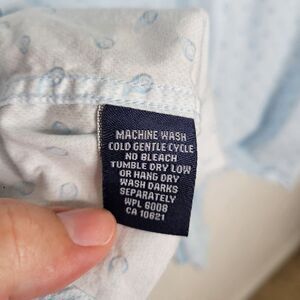 MACHINE WASH
COLD GENTLE CYCLE
NO BLEACH
TUMBLE DRY LOW
OR HANG DRY
WASH DARKS
SEPARATELY
WPL 6008
CA 10621